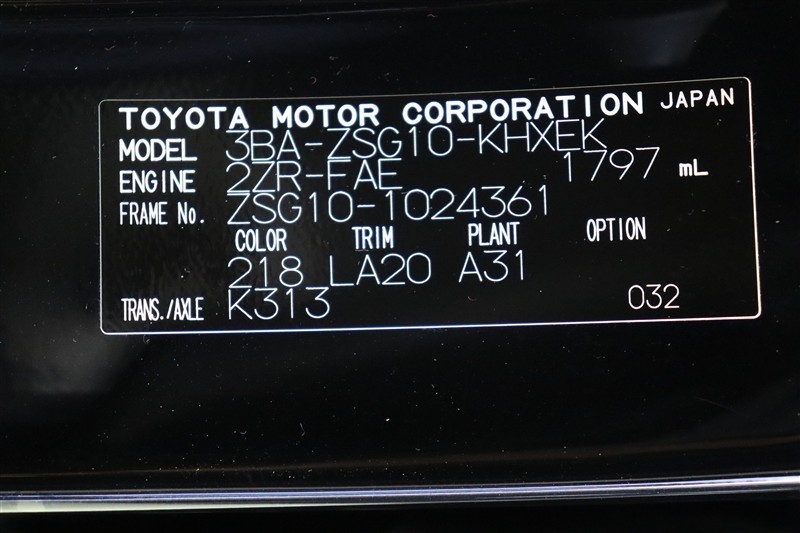 TOYOTA MOTOR CORPORATION JAPAN
MODEL 3BA-ZSG10-KHXEK
ENGINE 2ZR-FAE 1797 mL
FRAME No. ZSG10-1024361
COLOR TRIM PLANT OPTION
218 LA20 A31
TRANS./AXLE K313 032